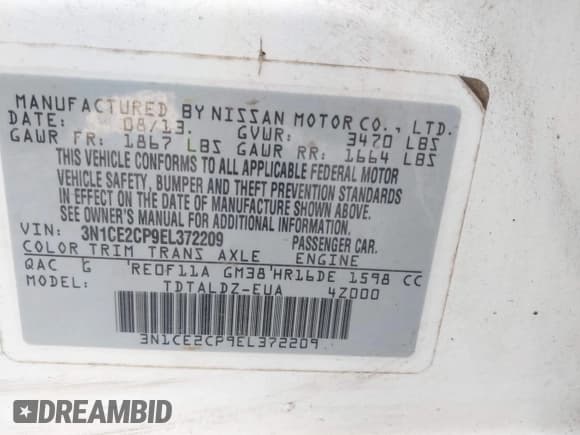 MANUFACTURED BY NISSAN MOTOR CO., LTD.
DATE: 08/13. GVWR: 3470 LBS
GAWR FR: 1867 LBS GAWR RR: 1664 LBS
THIS VEHICLE CONFORMS TO ALL APPLICABLE FEDERAL MOTOR
VEHICLE SAFETY, BUMPER AND THEFT PREVENTION STANDARDS
IN EFFECT ON THE DATE OF MANUFACTURE SHOWN ABOVE.
SEE OWNER'S MANUAL FOR ADDITIONAL INFORMATION.
VIN: 3N1CE2CP9EL372209 PASSENGER CAR.
COLOR TRIM TRANS AXLE ENGINE
QAC G RE0F11A GM38 HR16DE 1598 CC
MODEL: TDTALDZ-EUA 4Z000
3N1CE2CP9EL372209
DREAMBID